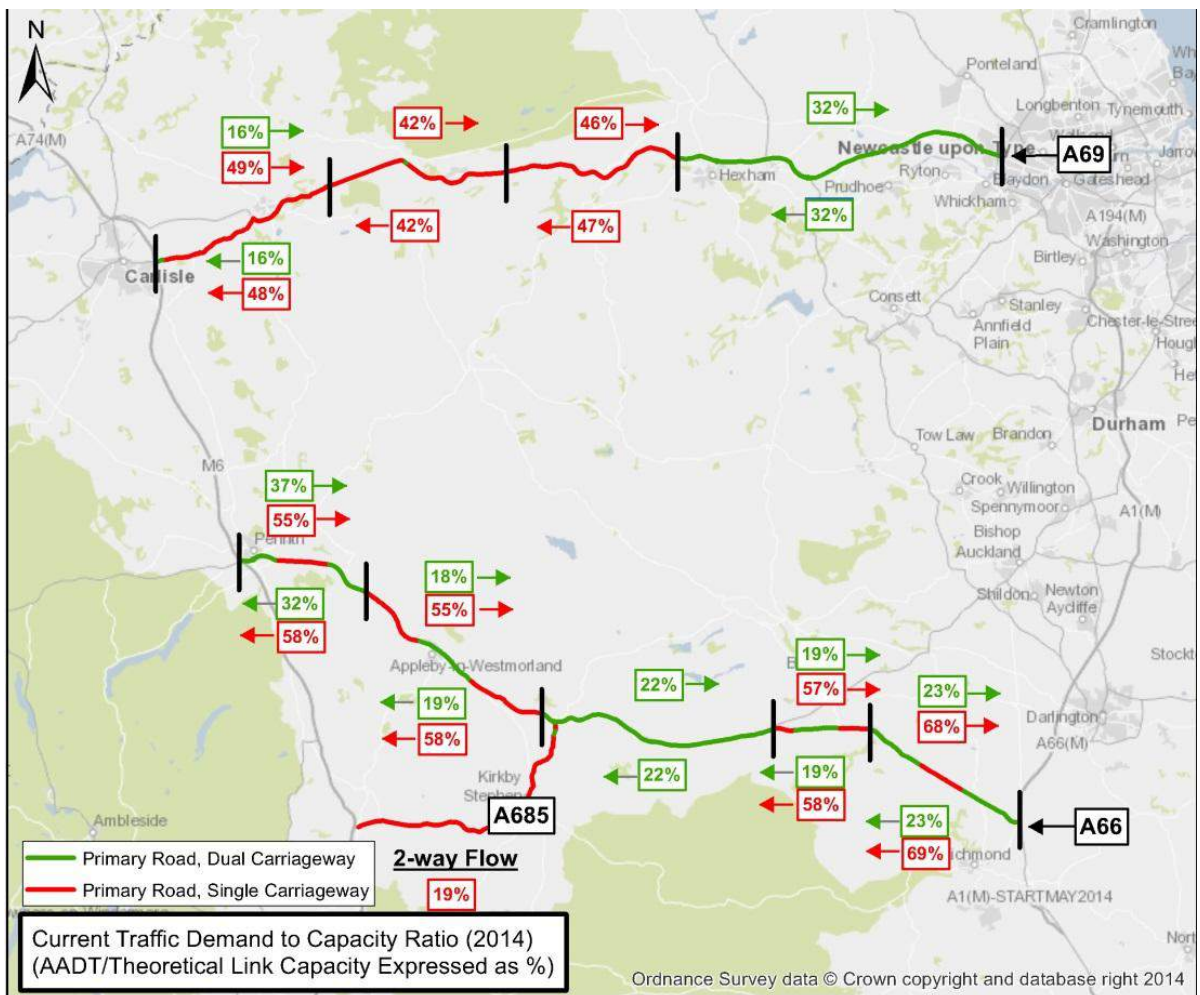 N
Cramlington
Ponteland
Longbenton
Tynemouth
A74(M)
16%
42%
46%
32%
49%
Newcastle upon Tyne
A69
Hexham
Prudhoe
Ryton
Blaydon
Gateshead
Whickham
A194(M)
42%
47%
32%
Washington
Birtley
Carlisle
16%
48%
Consett
Stanley
Annfield
Plain
Chester-le-Stree
Hough
Durham
Tow Law
Brandon
M6
Crook
Willington
Spennymoor
A1(M)
37%
55%
Penrith
Bishop
Auckland
18%
55%
Shildon
Newton
Aycliffe
32%
58%
Appleby-in-Westmorland
Stockto
19%
57%
22%
23%
68%
Darlington
A66(M)
19%
58%
22%
19%
58%
Kirkby
Stephen
A685
23%
69%
A66
Ambleside
ichmond
Primary Road, Dual Carriageway
Primary Road, Single Carriageway
2-way Flow
19%
A1(M)-STARTMAY2014
Current Traffic Demand to Capacity Ratio (2014)
(AADT/Theoretical Link Capacity Expressed as %)
Ordnance Survey data © Crown copyright and database right 2014